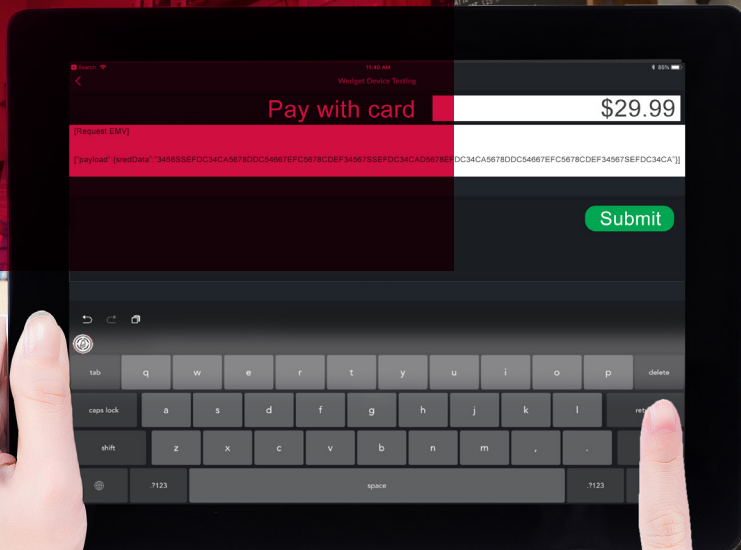 Search 11:40 AM 85%
Wedget Device Testing
Pay with card $29.99
[Request EMV]
["payload":{sredData":"3456SSEFDC34CA5678DDC54667EFC5678CDEF34567SSEFDC34CAD5678EFDC34CA5678DDC54667EFC5678CDEF34567SEFDC34CA"}]
Submit
tab q w e r t y u i o p delete
caps lock a s d f g h j k l
shift z x c v b n m , .
.?123 space .?123